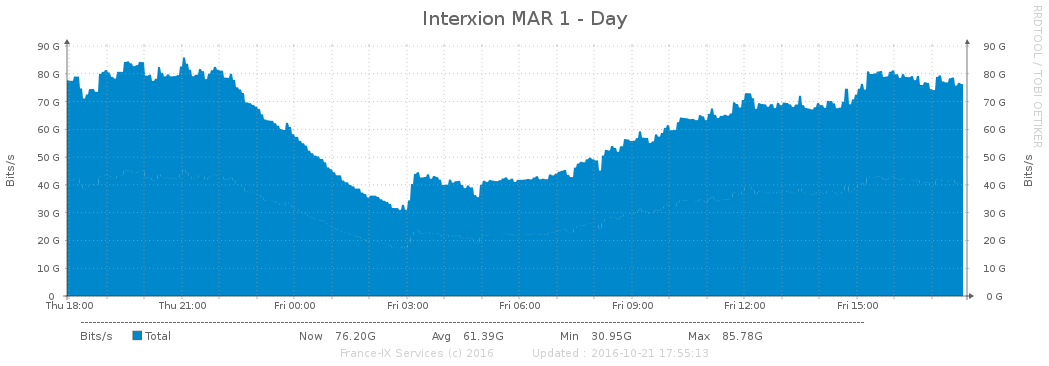 Interxion MAR 1 - Day
RRDTOOL / TOBI OETIKER
90 G 90 G
80 G 80 G
70 G 70 G
60 G 60 G
50 G 50 G
40 G 40 G
30 G 30 G
20 G 20 G
10 G 10 G
0 0 G
Bits/s
Bits/s
Thu 18:00 Thu 21:00 Fri 00:00 Fri 03:00 Fri 06:00 Fri 09:00 Fri 12:00 Fri 15:00
Bits/s Total Now 76.20G Avg 61.39G Min 30.95G Max 85.78G
France-IX Services (c) 2016 Updated : 2016-10-21 17:55:13